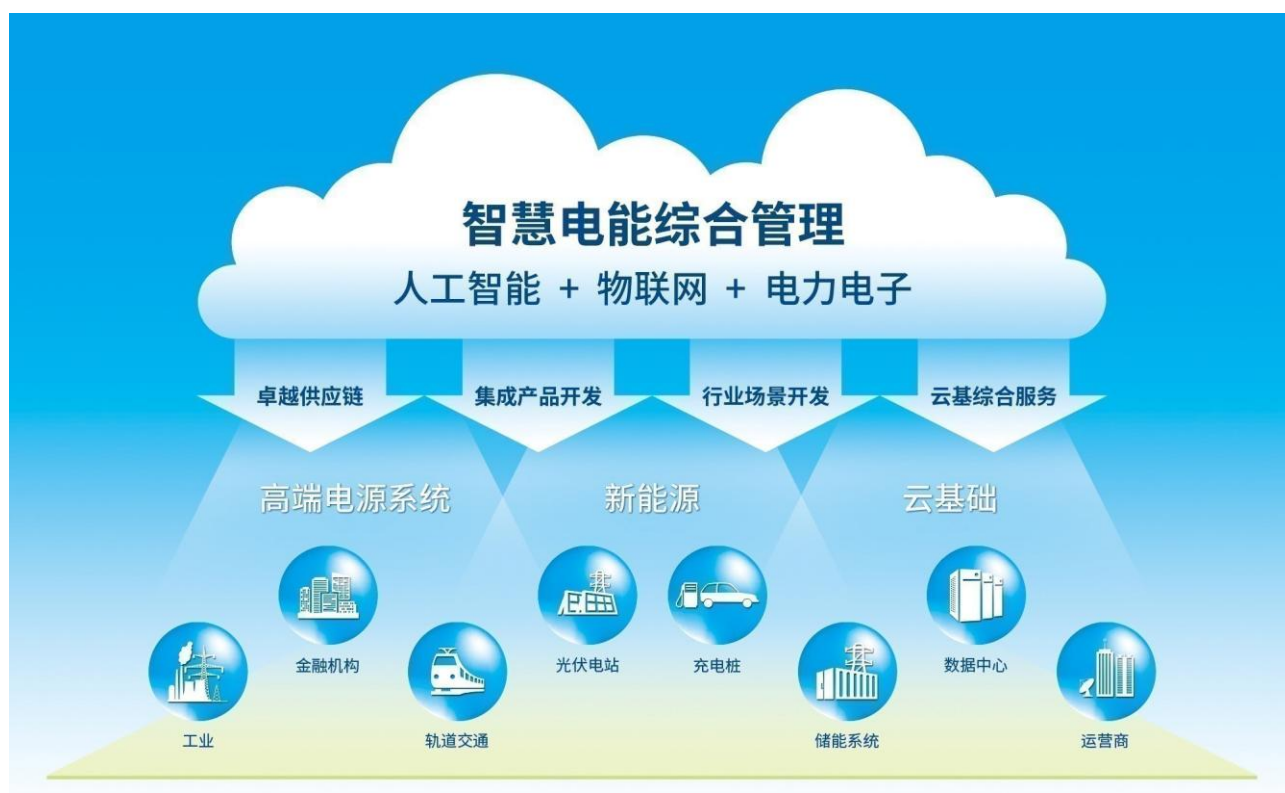 智慧电能综合管理
人工智能 + 物联网 + 电力电子
卓越供应链
集成产品开发
行业场景开发
云基综合服务
高端电源系统
新能源
云基础
金融机构
光伏电站
充电桩
数据中心
工业
轨道交通
储能系统
运营商